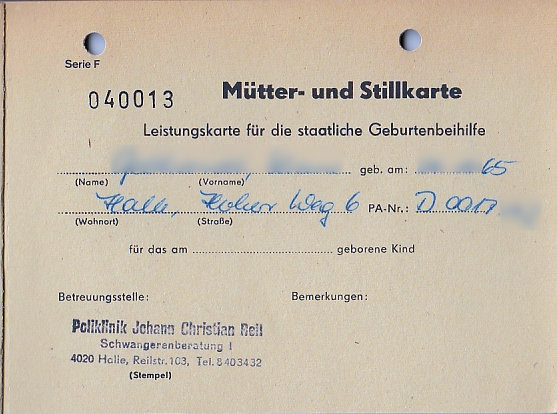 Serie F
040013
Mütter- und Stillkarte
Leistungskarte für die staatliche Geburtenbeihilfe
geb. am: 65
(Name) (Vorname)
Halle, Hoher Weg 6 PA-Nr.: D 0017
(Wohnort) (Straße)
für das am geborene Kind
Betreuungsstelle: Bemerkungen:
Poliklinik Johann Christian Reil
Schwangerenberatung I
4020 Halle, Reilstr. 103, Tel. 8403432
(Stempel)